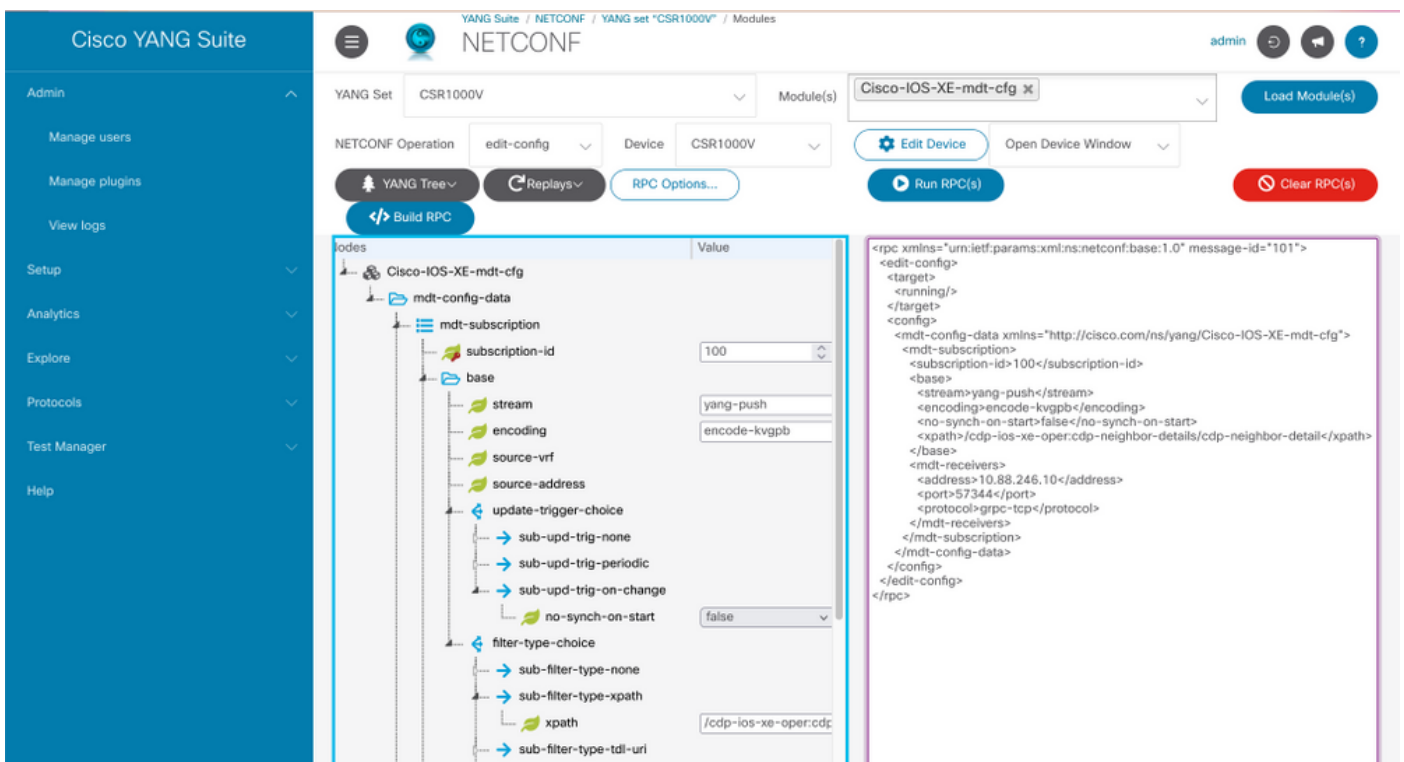 Cisco YANG Suite
Admin
Manage users
Manage plugins
View logs
Setup
Analytics
Explore
Protocols
Test Manager
Help
YANG Suite / NETCONF / YANG set "CSR1000V" / Modules
NETCONF
admin
?
YANG Set CSR1000V Module(s) Cisco-IOS-XE-mdt-cfg × Load Module(s)
NETCONF Operation edit-config Device CSR1000V Edit Device Open Device Window
YANG Tree Replays RPC Options... Run RPC(s) Clear RPC(s)
</> Build RPC
lodes Value
Cisco-IOS-XE-mdt-cfg
mdt-config-data
mdt-subscription
subscription-id 100
base
stream yang-push
encoding encode-kvgpb
source-vrf
source-address
update-trigger-choice
sub-upd-trig-none
sub-upd-trig-periodic
sub-upd-trig-on-change
no-synch-on-start false
filter-type-choice
sub-filter-type-none
sub-filter-type-xpath
xpath /cdp-ios-xe-oper:cdp
sub-filter-type-tdl-uri
<rpc xmlns="urn:ietf:params:xml:ns:netconf:base:1.0" message-id="101">
<edit-config>
<target>
<running/>
</target>
<config>
<mdt-config-data xmlns="http://cisco.com/ns/yang/Cisco-IOS-XE-mdt-cfg">
<mdt-subscription>
<subscription-id>100</subscription-id>
<base>
<stream>yang-push</stream>
<encoding>encode-kvgpb</encoding>
<no-synch-on-start>false</no-synch-on-start>
<xpath>/cdp-ios-xe-oper:cdp-neighbor-details/cdp-neighbor-detail</xpath>
</base>
<mdt-receivers>
<address>10.88.246.10</address>
<port>57344</port>
<protocol>grpc-tcp</protocol>
</mdt-receivers>
</mdt-subscription>
</mdt-config-data>
</config>
</edit-config>
</rpc>